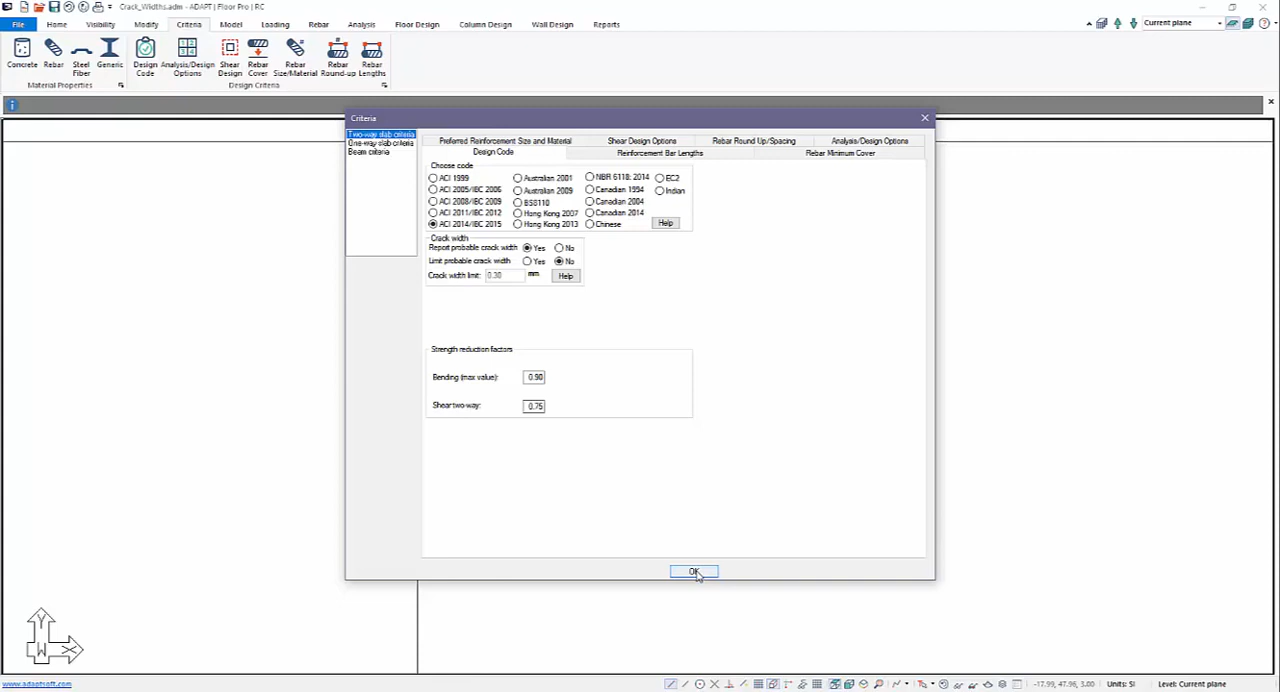 Crack_Widths.adm - ADAPT | Floor Pro | RC
File Home Visibility Modify Criteria Model Loading Rebar Analysis Floor Design Column Design Wall Design Reports Current plane
Concrete Rebar Steel Fiber Generic Design Code Analysis/Design Options Shear Design Rebar Cover Rebar Size/Material Rebar Round-up Rebar Lengths
Material Properties Design Criteria
Criteria
Two-way slab criteria
One-way slab criteria
Beam criteria
Preferred Reinforcement Size and Material Shear Design Options Rebar Round Up/Spacing Analysis/Design Options
Design Code Reinforcement Bar Lengths Rebar Minimum Cover
Choose code
ACI 1999 Australian 2001 NBR 6118: 2014 EC2
ACI 2005/IBC 2006 Australian 2009 Canadian 1994 Indian
ACI 2008/IBC 2009 BS8110 Canadian 2004
ACI 2011/IBC 2012 Hong Kong 2007 Canadian 2014
ACI 2014/IBC 2015 Hong Kong 2013 Chinese Help
Crack width
Report probable crack width Yes No
Limit probable crack width Yes No
Crack width limit: 0.30 mm Help
Strength reduction factors
Bending (max value): 0.90
Shear two-way: 0.75
OK
Y
W X
www.adaptsoft.com -17.99, 47.96, 3.00 Units: SI Level: Current plane